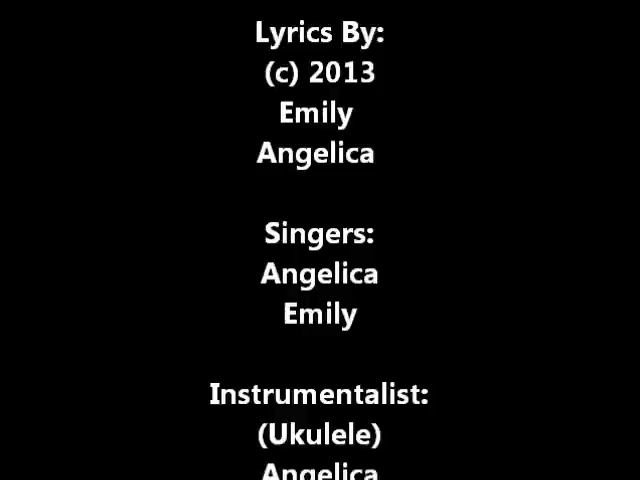 Lyrics By:
(c) 2013
Emily
Angelica
Singers:
Angelica
Emily
Instrumentalist:
(Ukulele)
Angelica